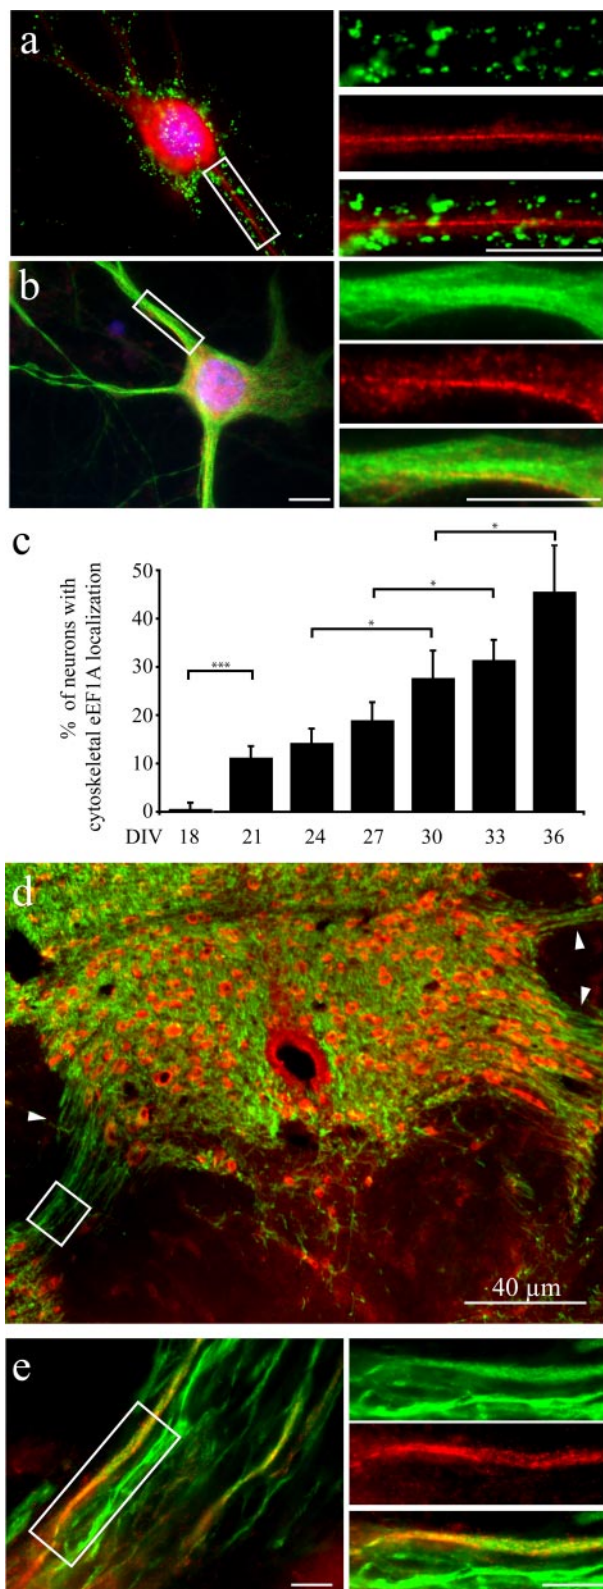 a
b
c
% of neurons with
cytoskeletal eEF1A localization
50
40
30
20
10
0
***
*
*
*
DIV 18 21 24 27 30 33 36
d
40 µm
e